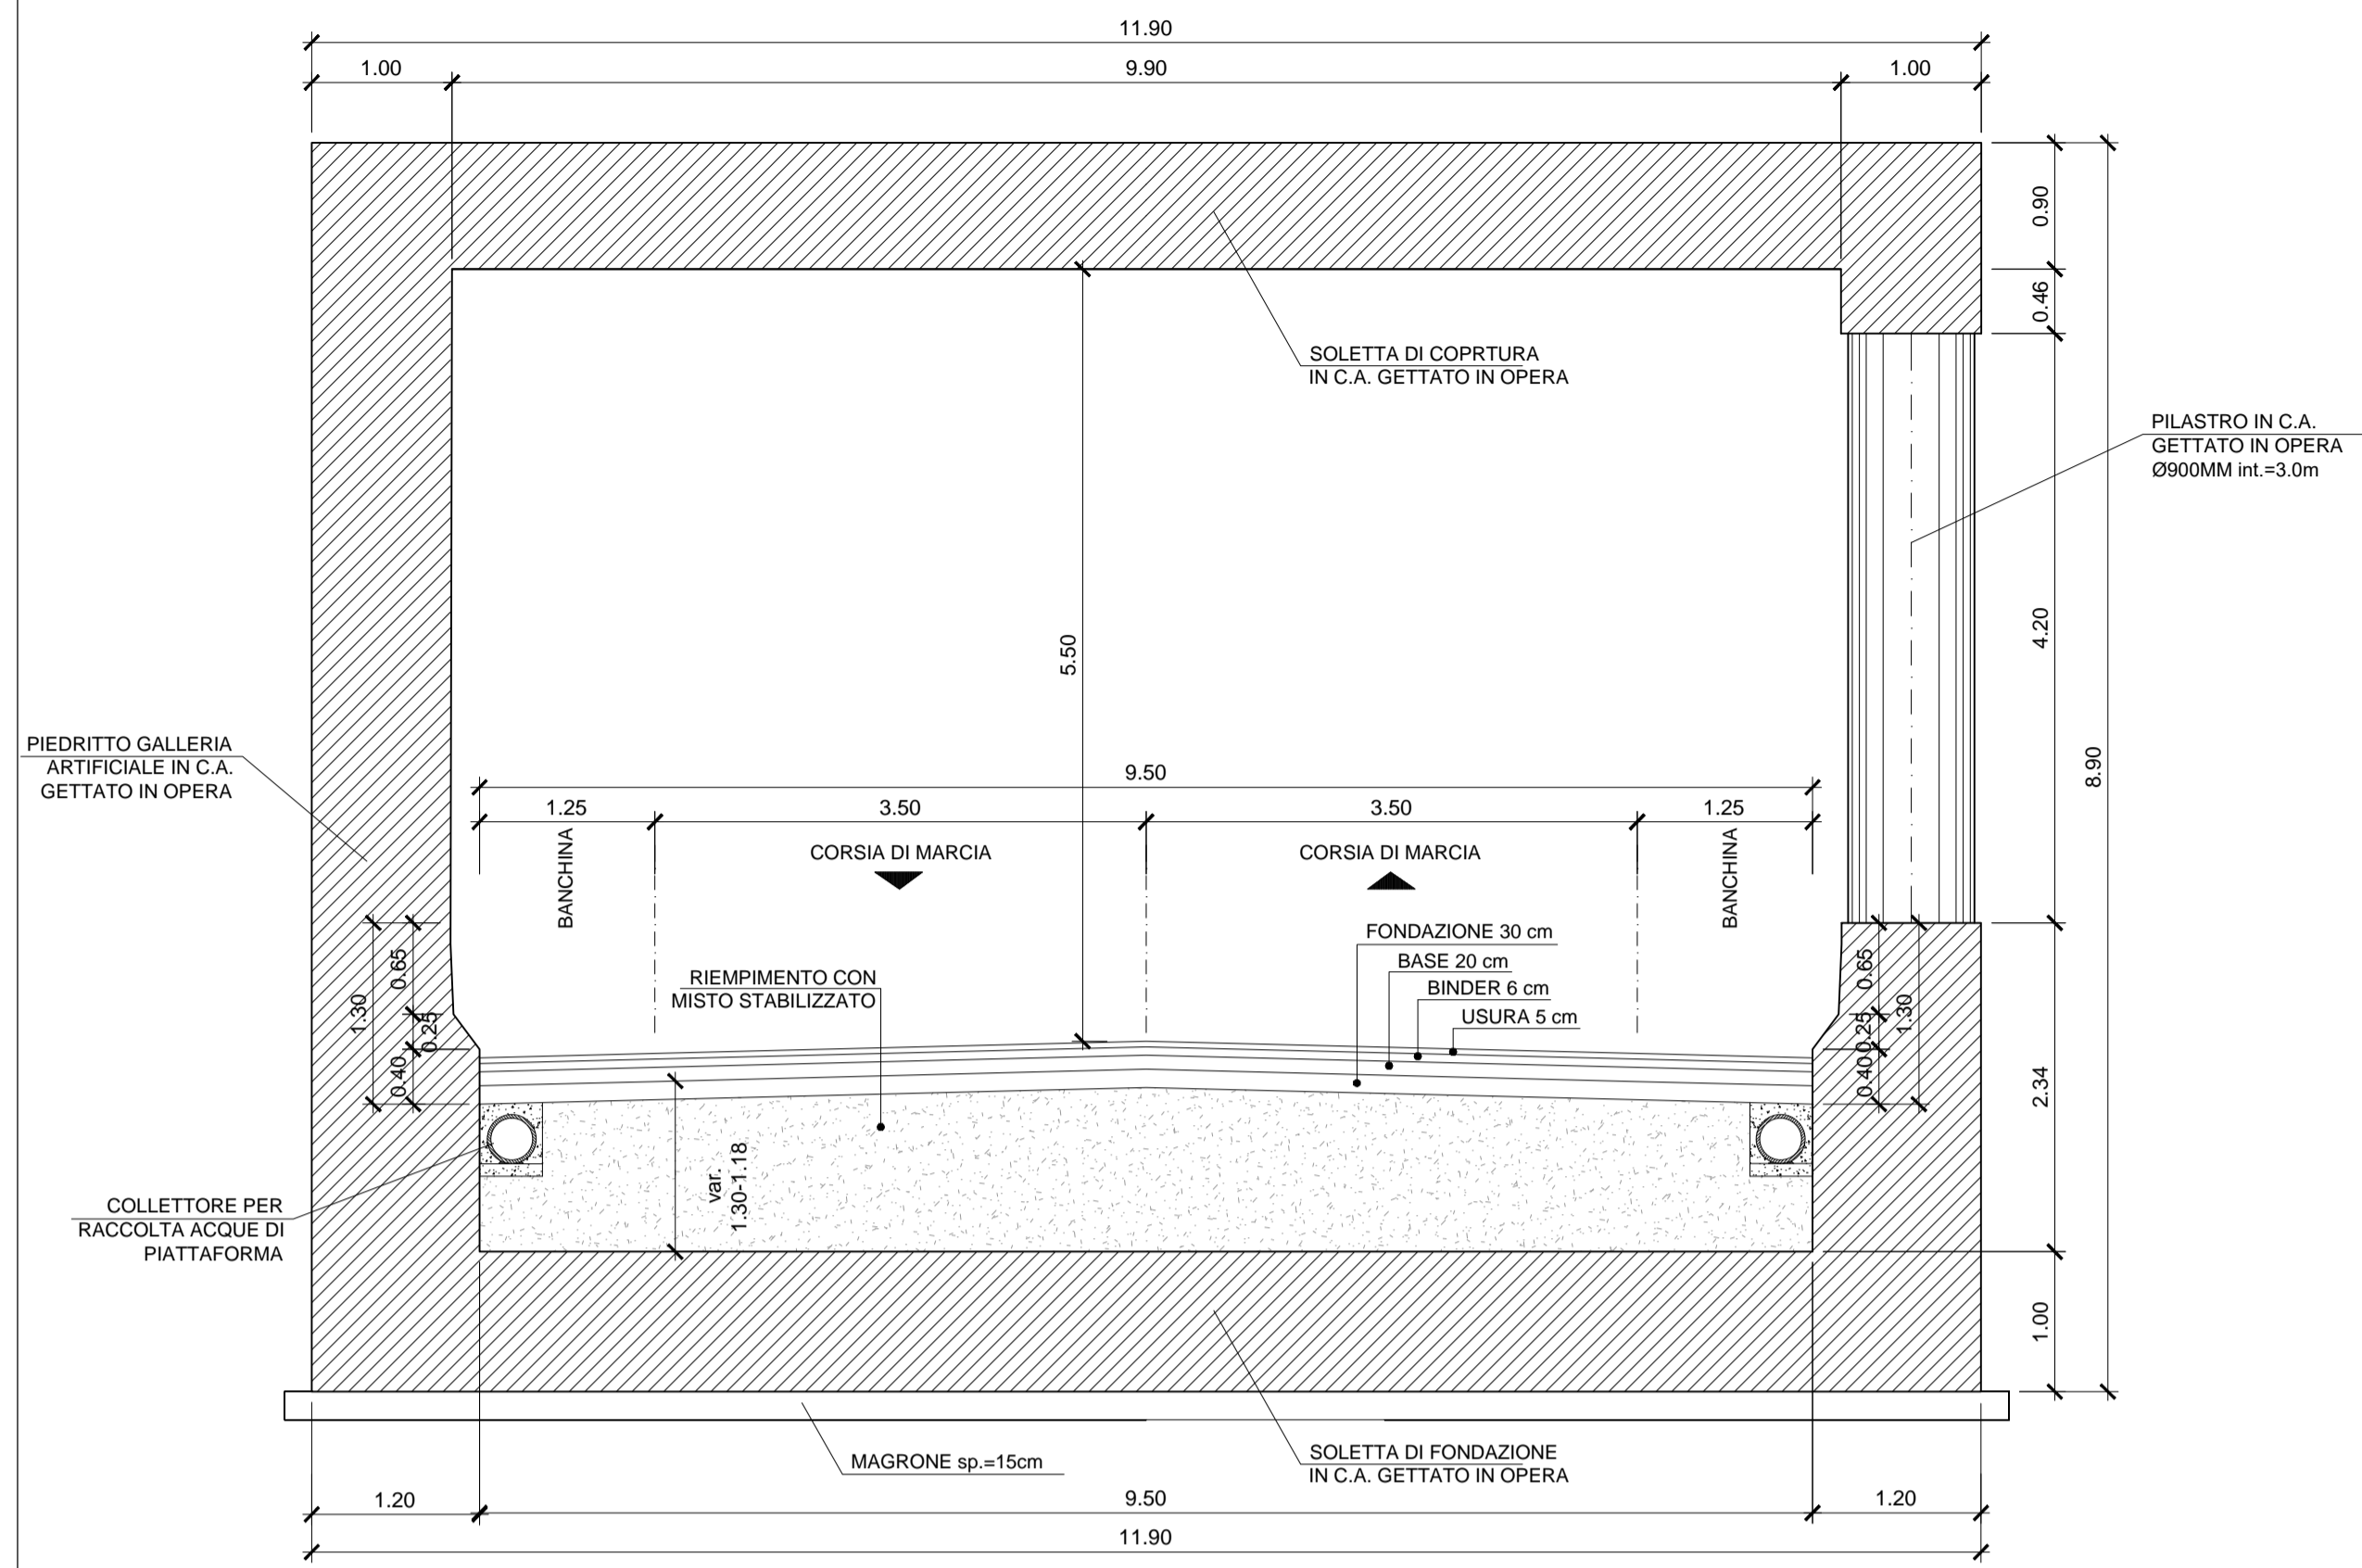 11.90
1.00
9.90
1.00
0.90
0.46
SOLETTA DI COPRTURA
IN C.A. GETTATO IN OPERA
PILASTRO IN C.A.
GETTATO IN OPERA
Ø900MM int.=3.0m
4.20
5.50
8.90
PIEDRITTO GALLERIA
ARTIFICIALE IN C.A.
GETTATO IN OPERA
9.50
1.25
3.50
3.50
1.25
BANCHINA
CORSIA DI MARCIA
CORSIA DI MARCIA
BANCHINA
FONDAZIONE 30 cm
BASE 20 cm
BINDER 6 cm
USURA 5 cm
RIEMPIMENTO CON
MISTO STABILIZZATO
0.65
1.30
0.25
0.40
0.65
1.30
0.25
0.40
2.34
var.
1.30-1.18
COLLETTORE PER
RACCOLTA ACQUE DI
PIATTAFORMA
1.00
MAGRONE sp.=15cm
SOLETTA DI FONDAZIONE
IN C.A. GETTATO IN OPERA
1.20
9.50
1.20
11.90